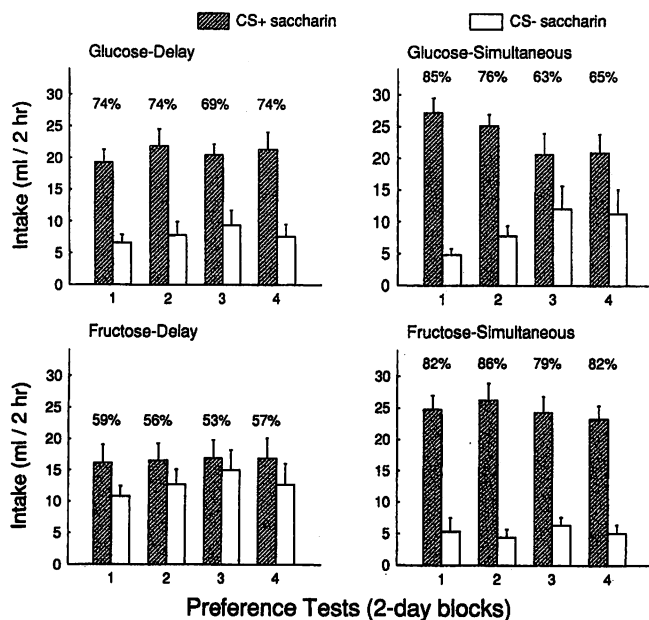 CS+ saccharin CS- saccharin
Glucose-Delay Glucose-Simultaneous
Intake (ml / 2 hr)
30
25
20
15
10
5
0
74% 74% 69% 74%
1 2 3 4
30
25
20
15
10
5
0
85% 76% 63% 65%
1 2 3 4
Fructose-Delay Fructose-Simultaneous
Intake (ml / 2 hr)
30
25
20
15
10
5
0
59% 56% 53% 57%
1 2 3 4
30
25
20
15
10
5
0
82% 86% 79% 82%
1 2 3 4
Preference Tests (2-day blocks)